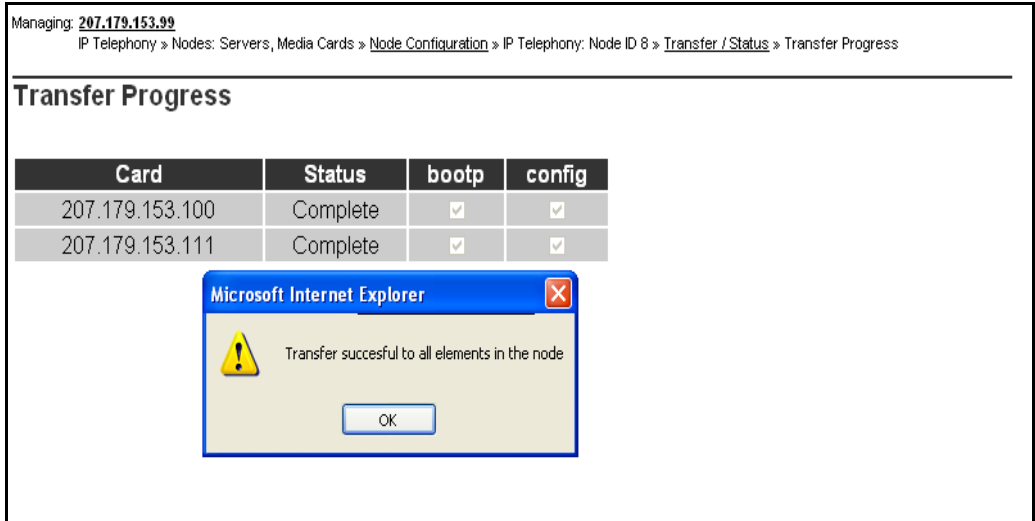 Managing: 207.179.153.99
IP Telephony » Nodes: Servers, Media Cards » Node Configuration » IP Telephony: Node ID 8 » Transfer / Status » Transfer Progress
Transfer Progress
Card Status bootp config
207.179.153.100 Complete
207.179.153.111 Complete
Microsoft Internet Explorer
Transfer succesful to all elements in the node
OK